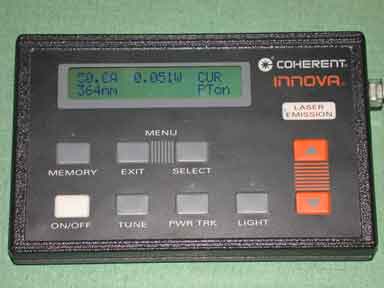 50.CA 0.051W CUR
364nm PTon
COHERENT
INNOVA
LASER
EMISSION
MENU
MEMORY EXIT SELECT
ON/OFF TUNE PWR TRK LIGHT